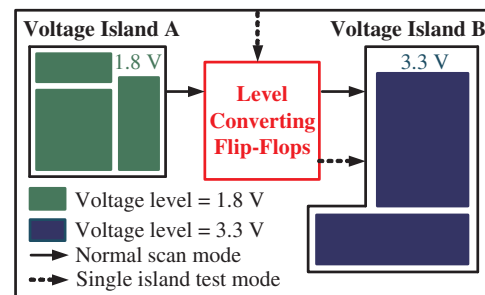 Voltage Island A
Voltage Island B
1.8 V
3.3 V
Level
Converting
Flip-Flops
Voltage level = 1.8 V
Voltage level = 3.3 V
Normal scan mode
Single island test mode